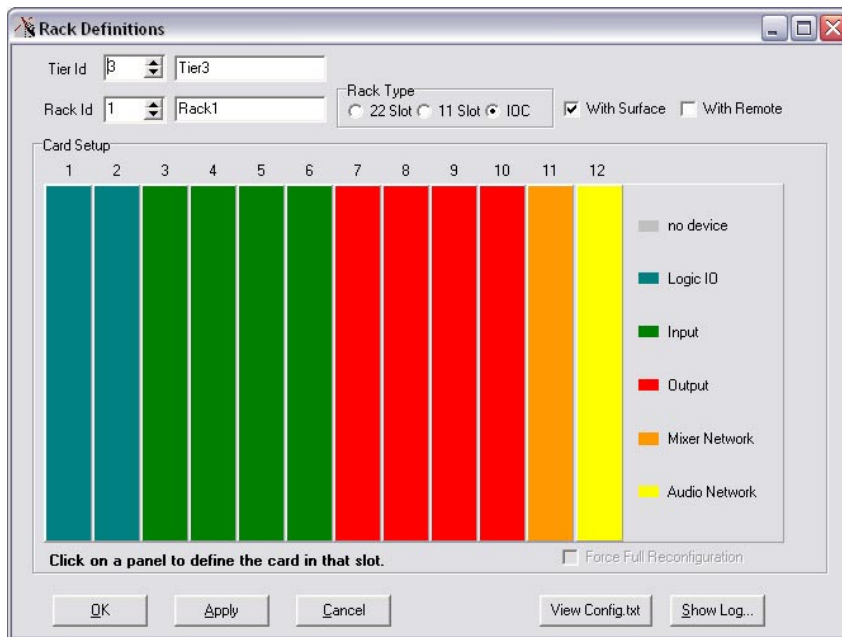 Rack Definitions
Tier Id 3 Tier3
Rack Id 1 Rack1
Rack Type
22 Slot 11 Slot IOC
With Surface With Remote
Card Setup
1 2 3 4 5 6 7 8 9 10 11 12
no device
Logic IO
Input
Output
Mixer Network
Audio Network
Click on a panel to define the card in that slot.
Force Full Reconfiguration
OK Apply Cancel View Config.txt Show Log...